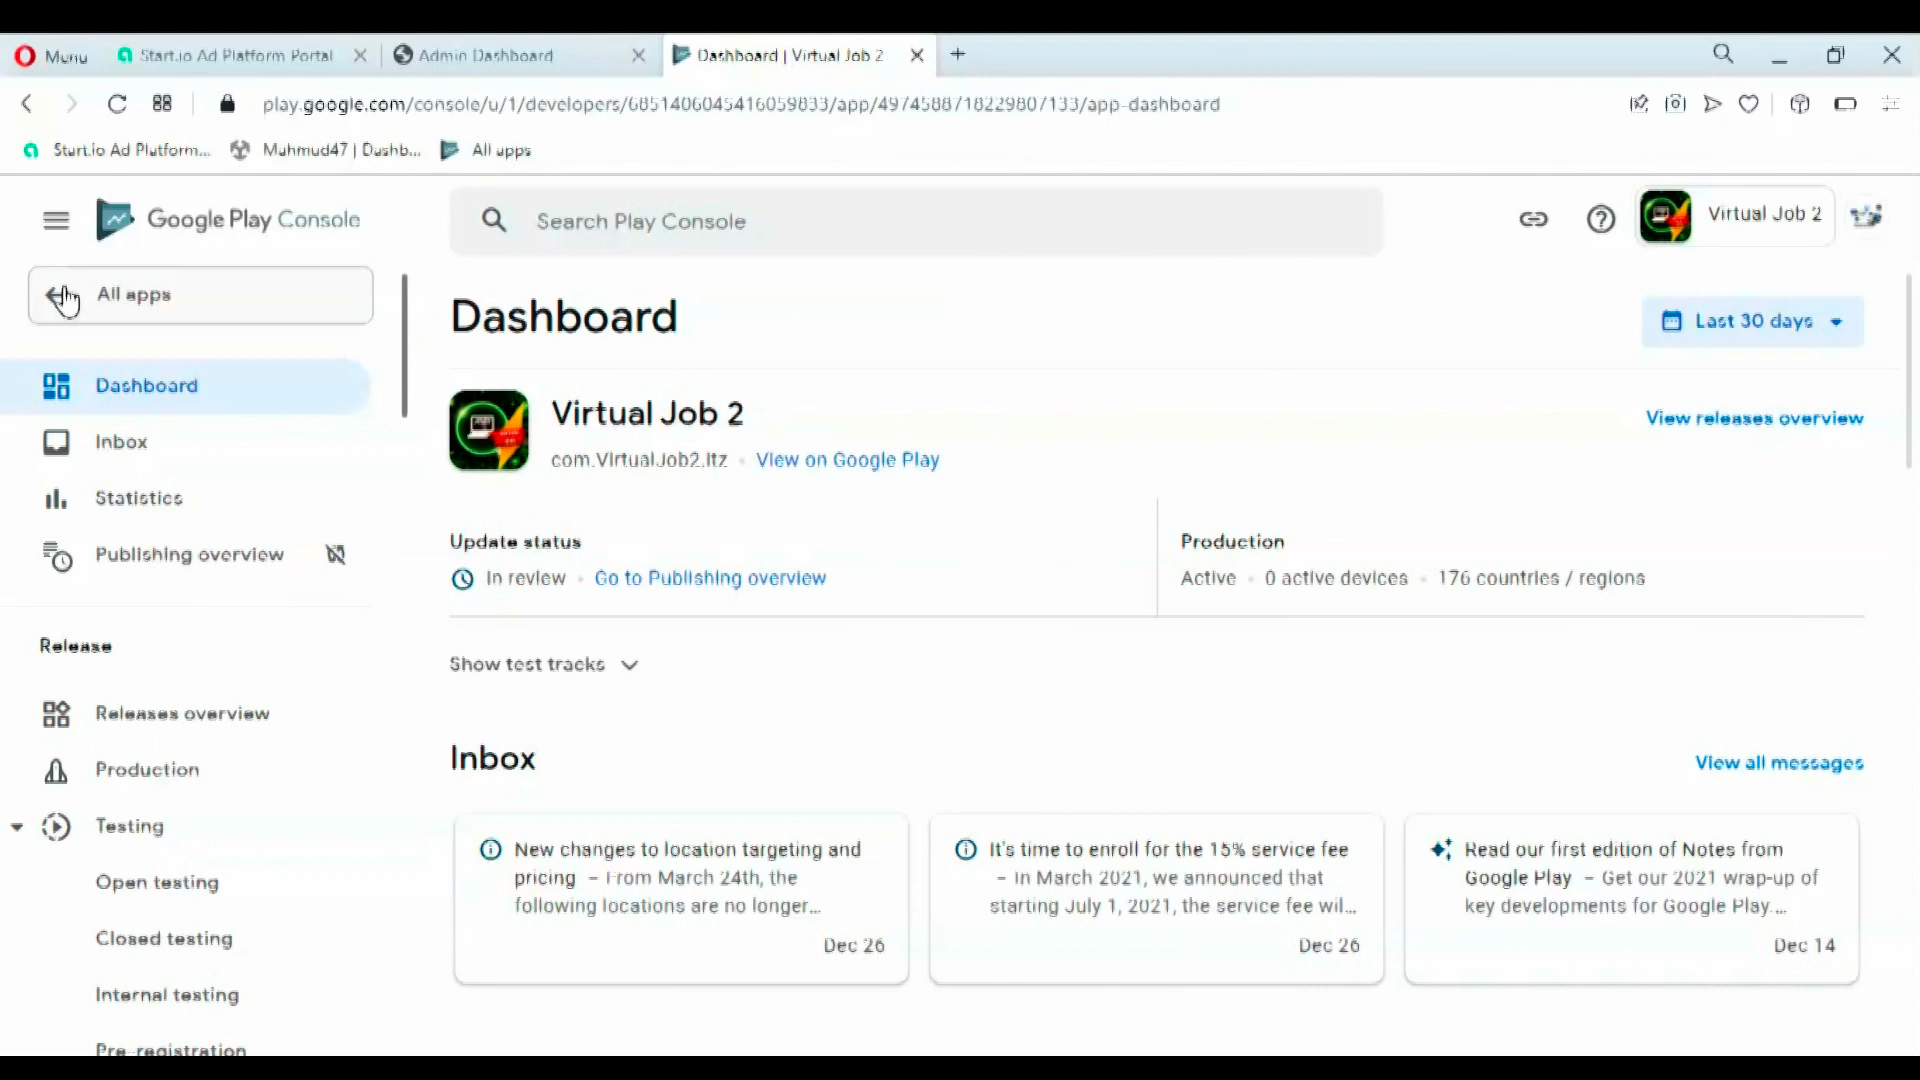 Menu
Start.io Ad Platform Portal
Admin Dashboard
Dashboard | Virtual Job 2
play.google.com/console/u/1/developers/6851406045416059833/app/4974588718229807133/app-dashboard
Start.io Ad Platform...
Mahmud47 | Dashb...
All apps
Google Play Console
Search Play Console
Virtual Job 2
All apps
Dashboard
Last 30 days
Dashboard
Virtual Job 2
View releases overview
com.VirtualJob2.Itz • View on Google Play
Inbox
Statistics
Publishing overview
Update status
In review • Go to Publishing overview
Production
Active • 0 active devices • 176 countries / regions
Release
Show test tracks
Releases overview
Production
Testing
Open testing
Closed testing
Internal testing
Pre-registration
Inbox
View all messages
New changes to location targeting and
pricing – From March 24th, the
following locations are no longer...
Dec 26
It's time to enroll for the 15% service fee
– In March 2021, we announced that
starting July 1, 2021, the service fee wil...
Dec 26
Read our first edition of Notes from
Google Play – Get our 2021 wrap-up of
key developments for Google Play....
Dec 14